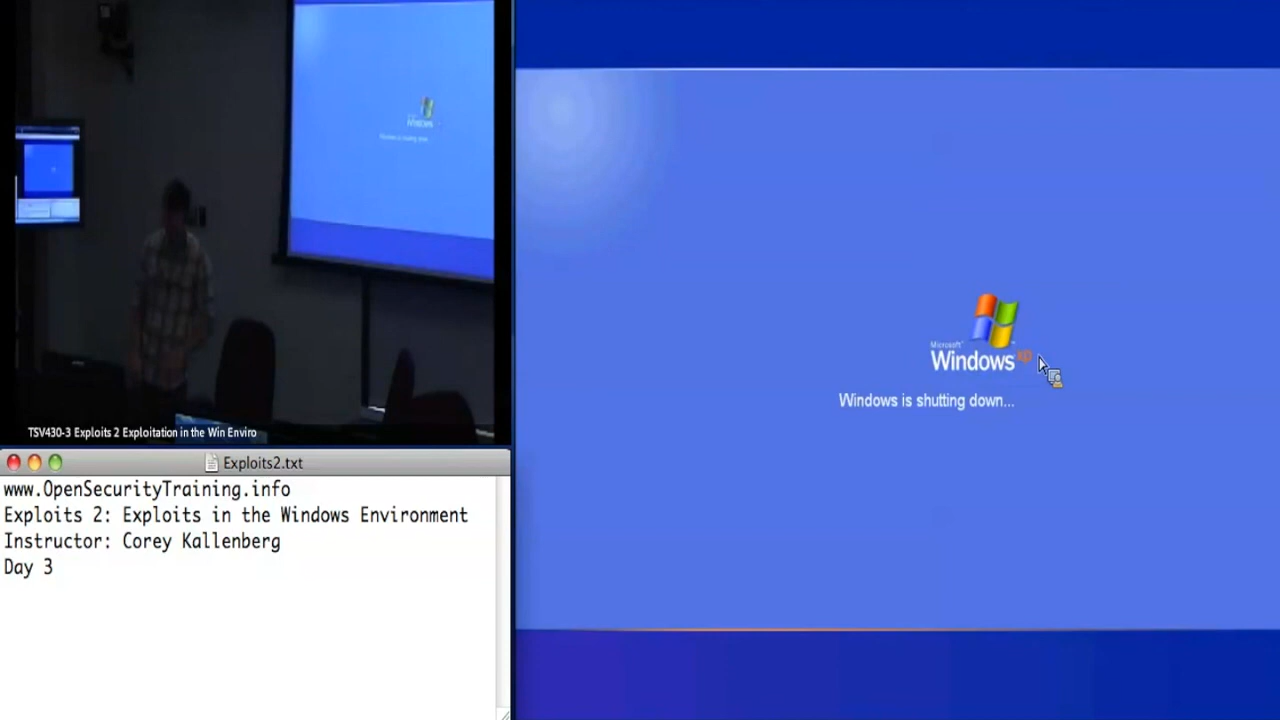 TSV430-3 Exploits 2 Exploitation in the Win Enviro
Exploits2.txt
www.OpenSecurityTraining.info
Exploits 2: Exploits in the Windows Environment
Instructor: Corey Kallenberg
Day 3
Microsoft
Windows xp
Windows is shutting down...